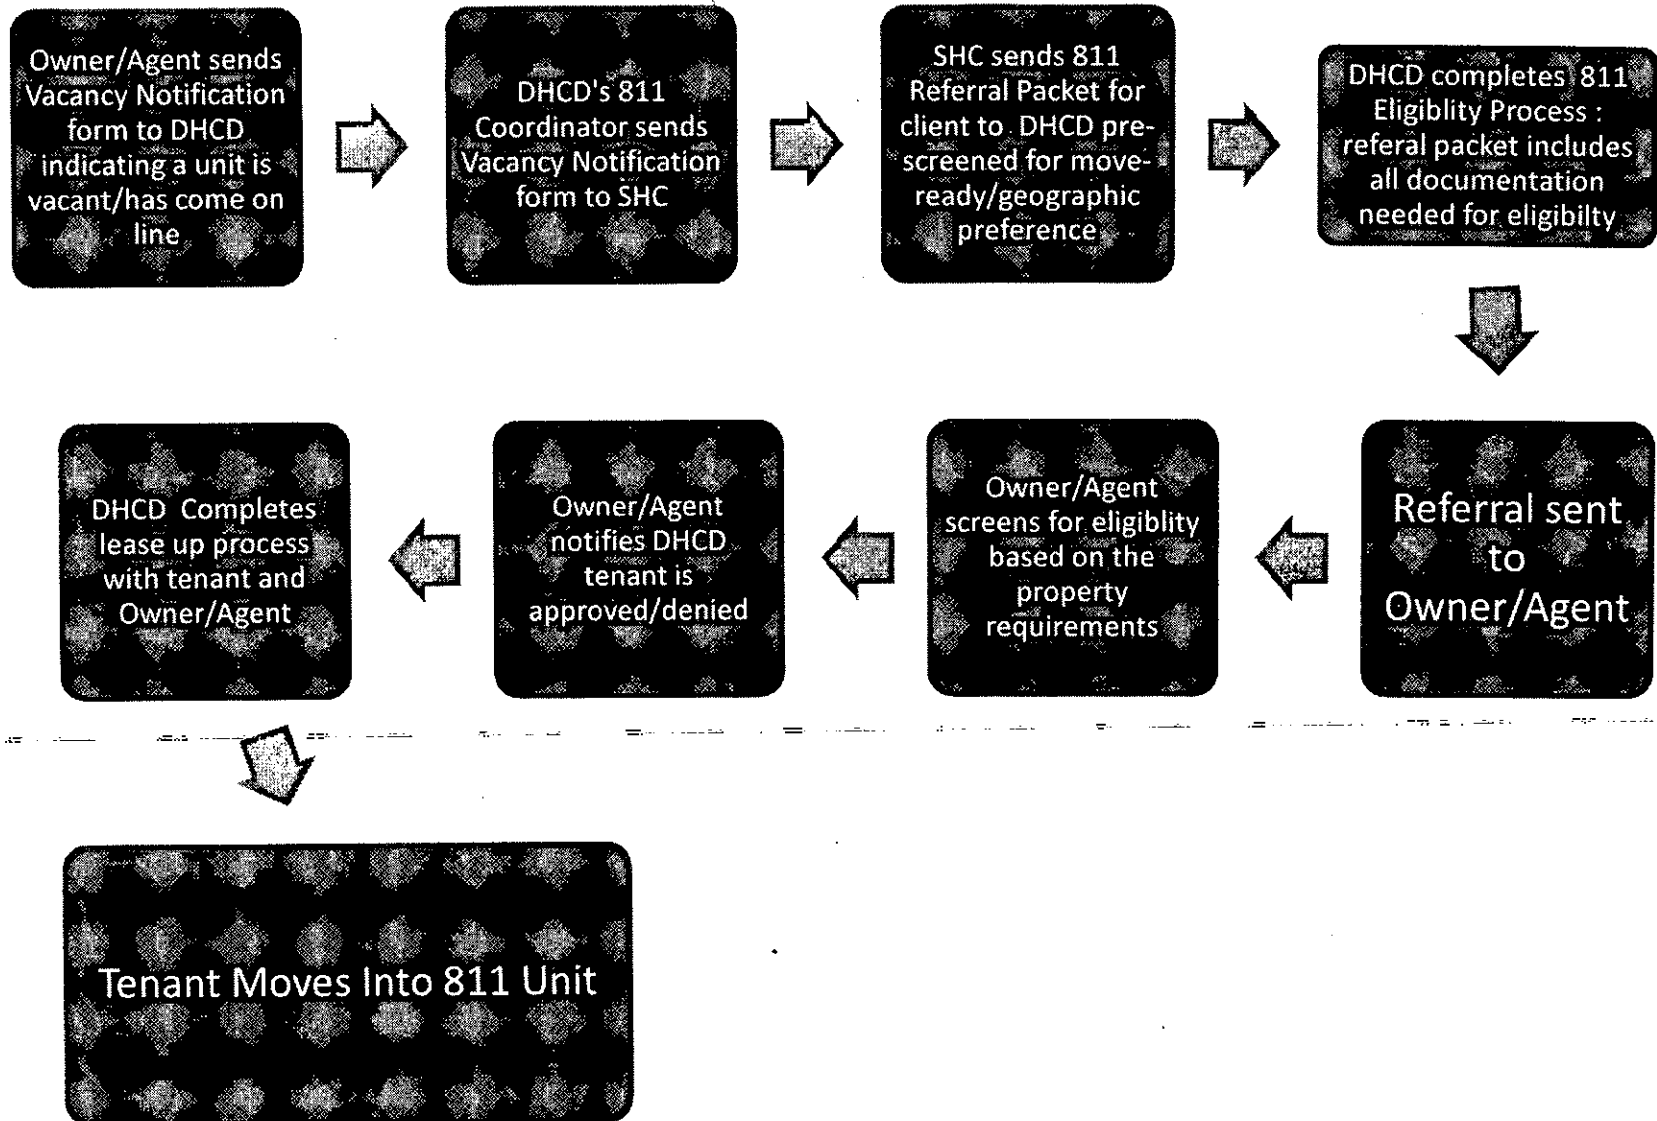 Owner/Agent sends
Vacancy Notification
form to DHCD
indicating a unit is
vacant/has come on
line
DHCD's 811
Coordinator sends
Vacancy Notification
form to SHC
SHC sends 811
Referral Packet for
client to DHCD pre-
screened for move-
ready/geographic
preference
DHCD completes 811
Eligiblity Process :
referal packet includes
all documentation
needed for eligibilty
Referral sent
to
Owner/Agent
Owner/Agent
screens for eligiblity
based on the
property
requirements
Owner/Agent
notifies DHCD
tenant is
approved/denied
DHCD Completes
lease up process
with tenant and
Owner/Agent
Tenant Moves Into 811 Unit